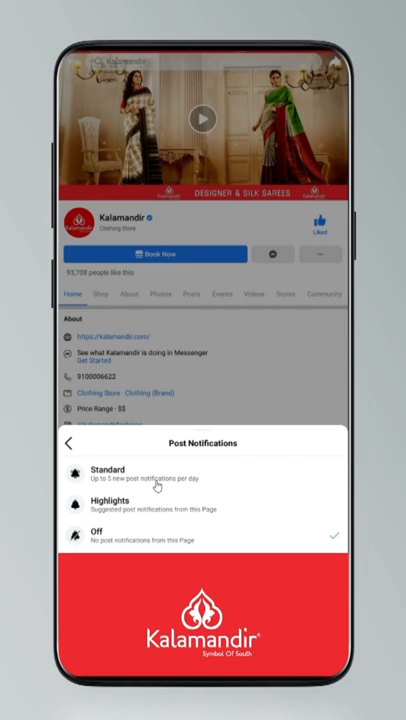 Kalamandir
Kalamandir
DESIGNER & SILK SAREES
Kalamandir
Kalamandir
Kalamandir
Clothing Store
Liked
Book Now
93,708 people like this
Home Shop About Photos Posts Events Videos Stores Community
About
https://kalamandir.com/
See what Kalamandir is doing in Messenger
Get Started
9100006622
Clothing Store · Clothing (Brand)
Price Range · $$
Post Notifications
Standard
Up to 5 new post notifications per day
Highlights
Suggested post notifications from this Page
Off
No post notifications from this Page
Kalamandir®
Symbol Of South